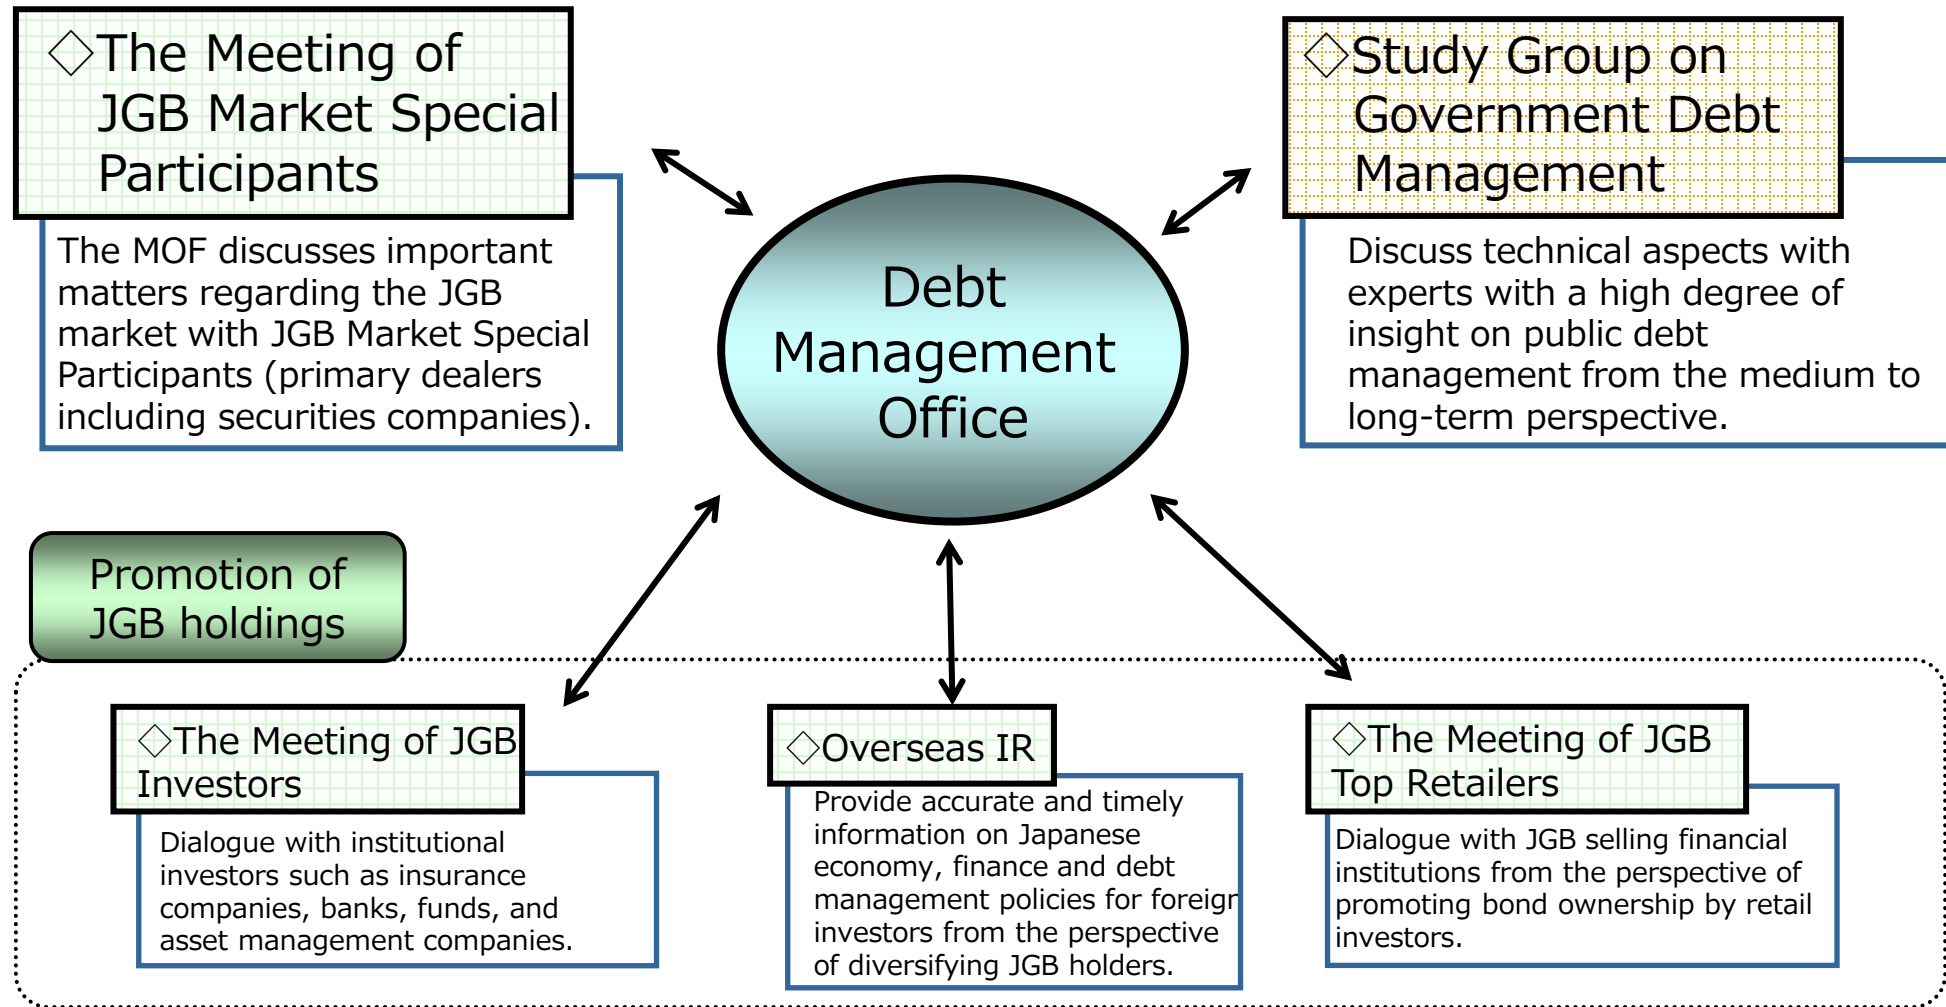 ◇The Meeting of
JGB Market Special
Participants
The MOF discusses important
matters regarding the JGB
market with JGB Market Special
Participants (primary dealers
including securities companies).
◇Study Group on
Government Debt
Management
Discuss technical aspects with
experts with a high degree of
insight on public debt
management from the medium to
long-term perspective.
Debt
Management
Office
Promotion of
JGB holdings
◇The Meeting of JGB
Investors
Dialogue with institutional
investors such as insurance
companies, banks, funds, and
asset management companies.
◇Overseas IR
Provide accurate and timely
information on Japanese
economy, finance and debt
management policies for foreign
investors from the perspective
of diversifying JGB holders.
◇The Meeting of JGB
Top Retailers
Dialogue with JGB selling financial
institutions from the perspective of
promoting bond ownership by retail
investors.